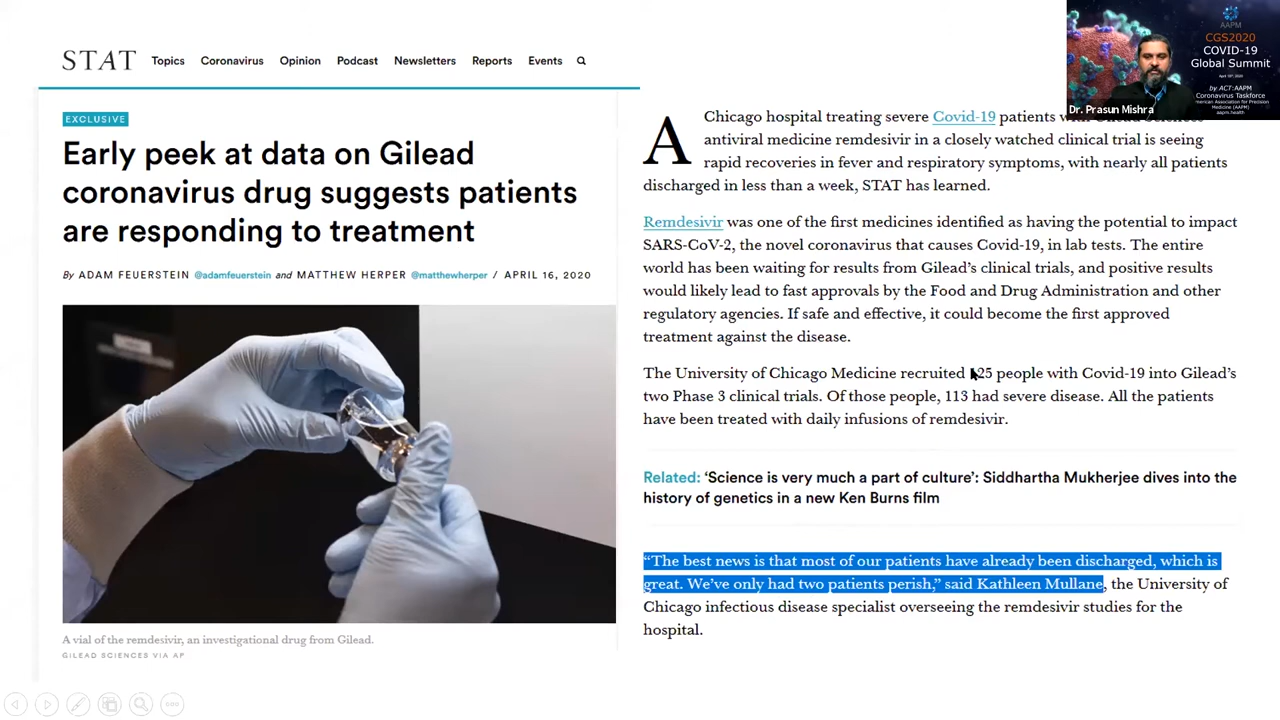 STAT
Topics Coronavirus Opinion Podcast Newsletters Reports Events
EXCLUSIVE
Early peek at data on Gilead
coronavirus drug suggests patients
are responding to treatment
By ADAM FEUERSTEIN @adamfeuerstein and MATTHEW HERPER @matthewherper / APRIL 16, 2020
A vial of the remdesivir, an investigational drug from Gilead.
GILEAD SCIENCES VIA AP
A Chicago hospital treating severe Covid-19 patients
antiviral medicine remdesivir in a closely watched clinical trial is seeing
rapid recoveries in fever and respiratory symptoms, with nearly all patients
discharged in less than a week, STAT has learned.
Remdesivir was one of the first medicines identified as having the potential to impact
SARS-CoV-2, the novel coronavirus that causes Covid-19, in lab tests. The entire
world has been waiting for results from Gilead’s clinical trials, and positive results
would likely lead to fast approvals by the Food and Drug Administration and other
regulatory agencies. If safe and effective, it could become the first approved
treatment against the disease.
The University of Chicago Medicine recruited people with Covid-19 into Gilead’s
two Phase 3 clinical trials. Of those people, 113 had severe disease. All the patients
have been treated with daily infusions of remdesivir.
Related: ‘Science is very much a part of culture’: Siddhartha Mukherjee dives into the
history of genetics in a new Ken Burns film
“The best news is that most of our patients have already been discharged, which is
great. We’ve only had two patients perish,” said Kathleen Mullane, the University of
Chicago infectious disease specialist overseeing the remdesivir studies for the
hospital.
AAPM
CGS2020
COVID-19
Global Summit
by ACT:AAPM
Coronavirus Taskforce
American Association for Precision
Medicine (AAPM)
aapm.health
Dr. Prasun Mishra